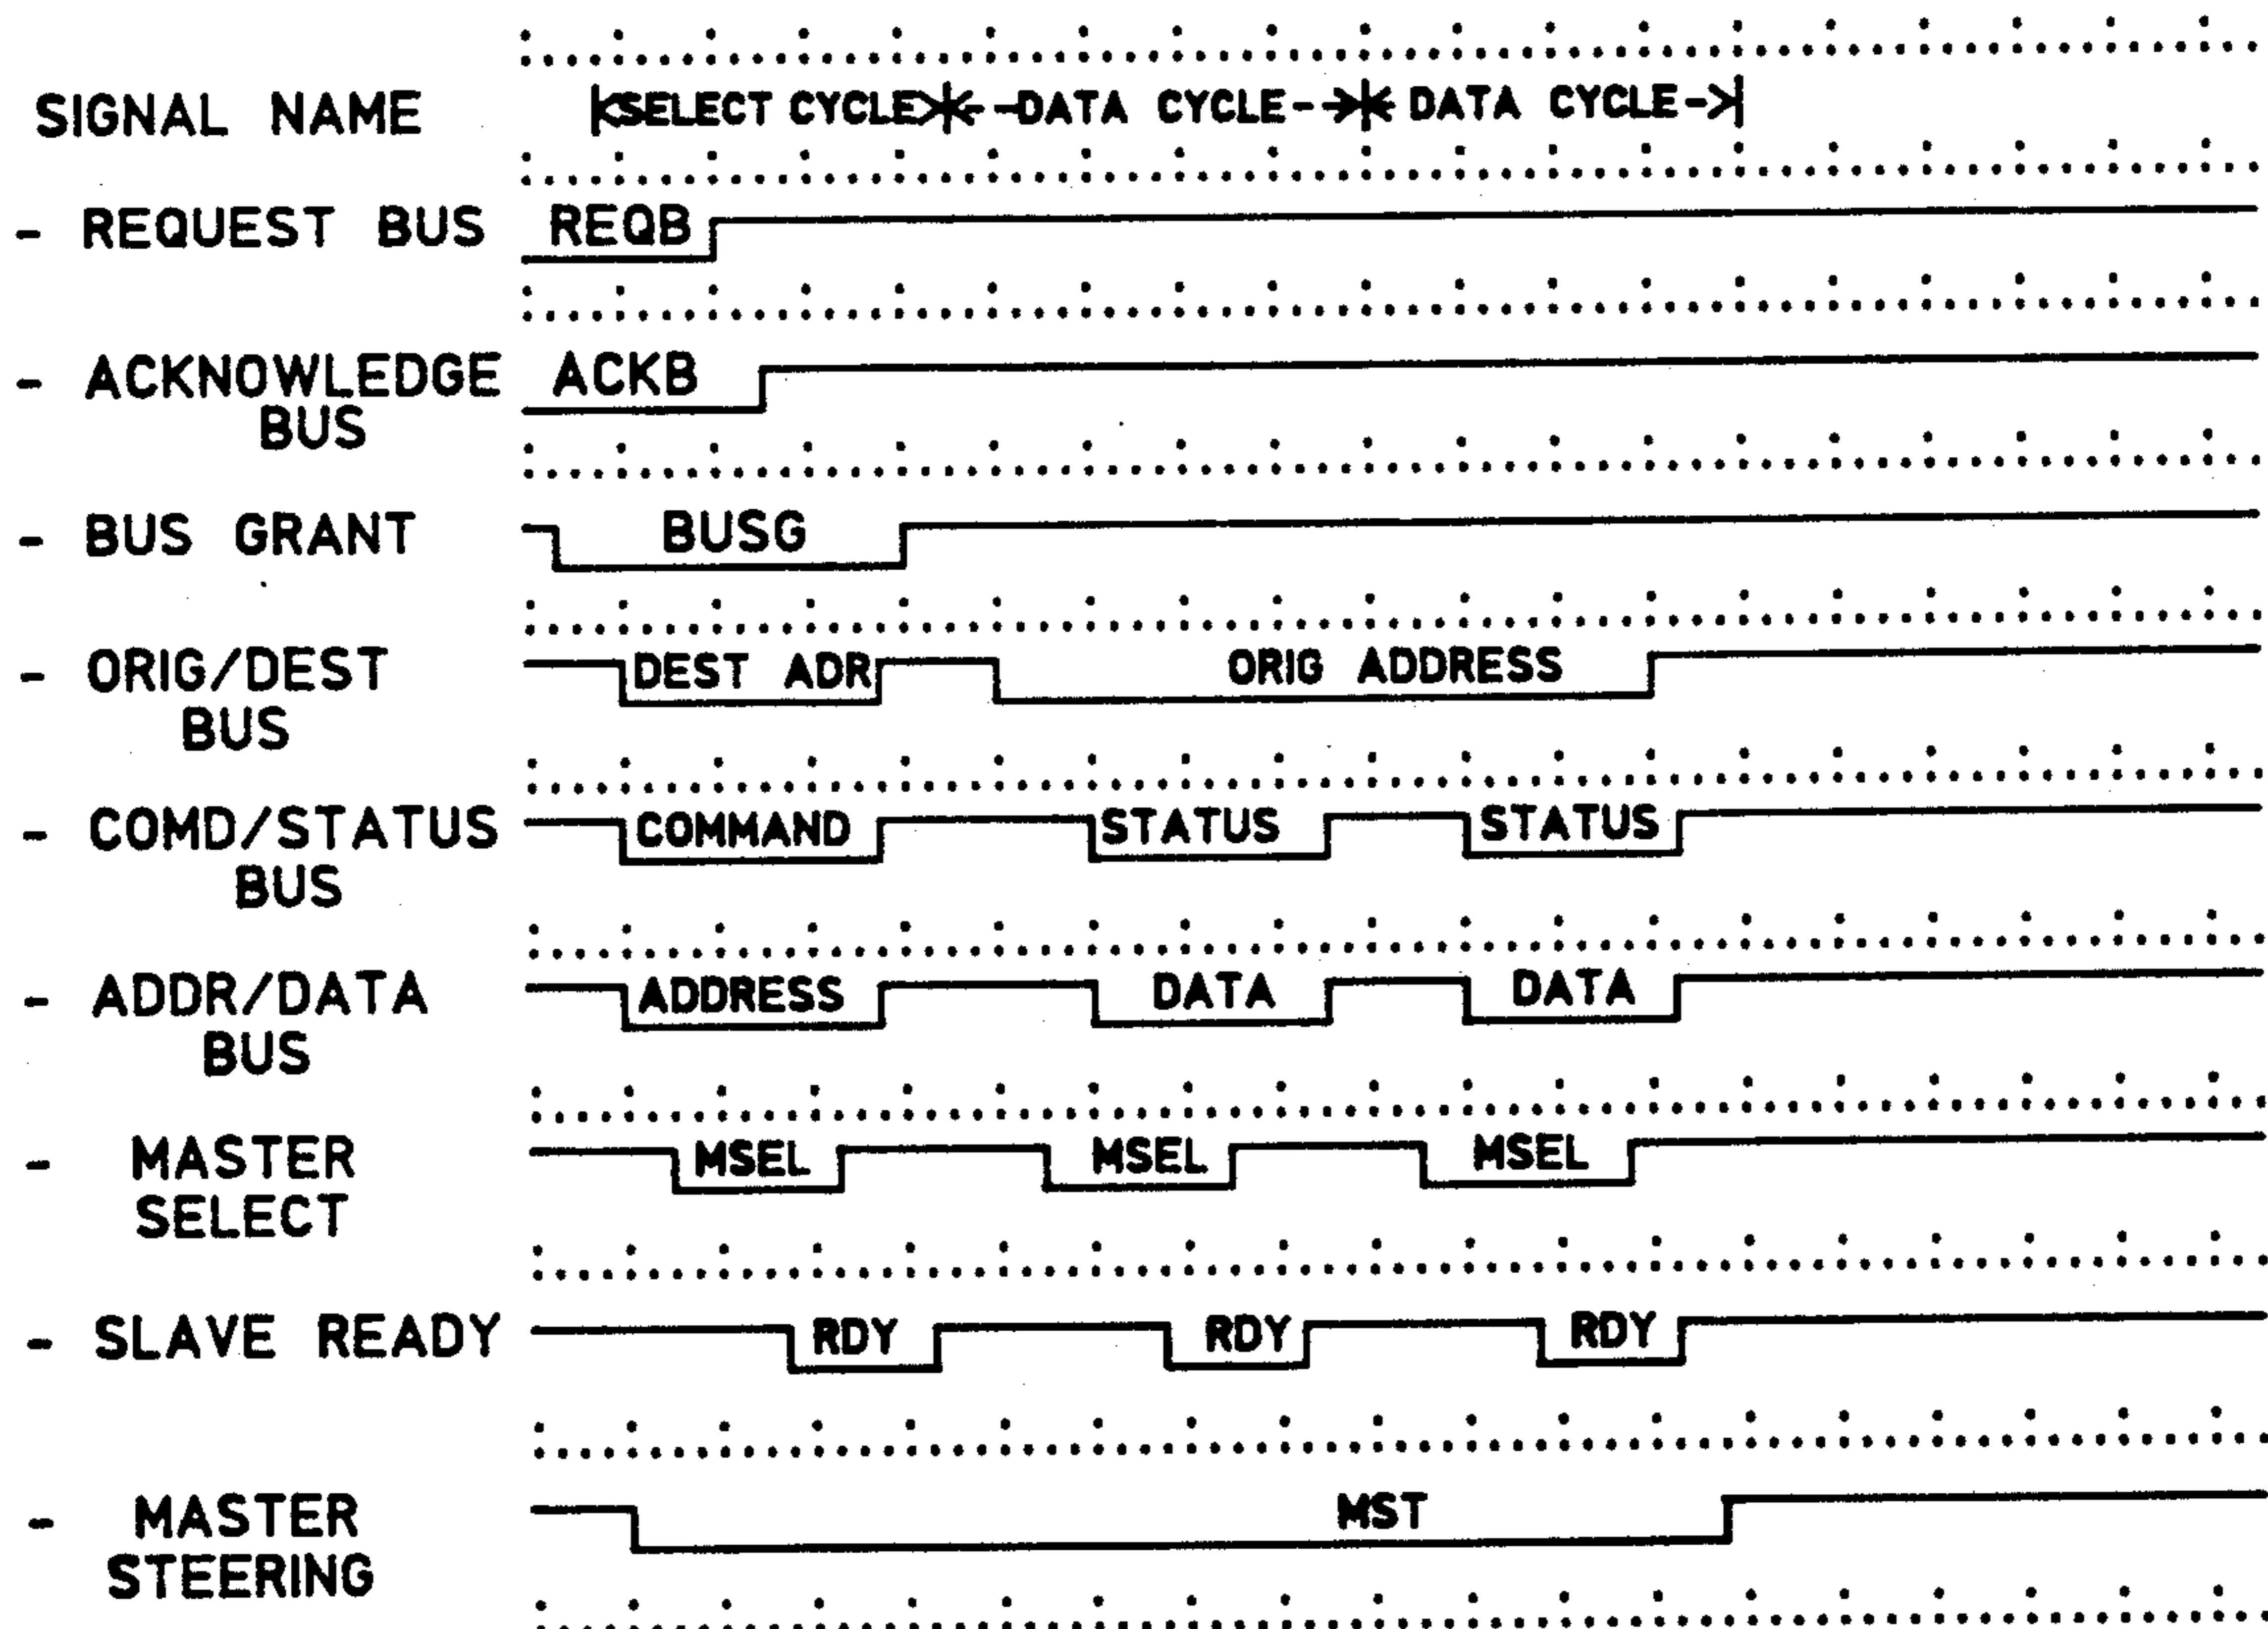 SIGNAL NAME |<SELECT CYCLE>|<--DATA CYCLE-->|< DATA CYCLE->|
- REQUEST BUS REQB
- ACKNOWLEDGE ACKB
BUS
- BUS GRANT BUSG
- ORIG/DEST DEST ADR ORIG ADDRESS
BUS
- COMD/STATUS COMMAND STATUS STATUS
BUS
- ADDR/DATA ADDRESS DATA DATA
BUS
- MASTER MSEL MSEL MSEL
SELECT
- SLAVE READY RDY RDY RDY
- MASTER MST
STEERING